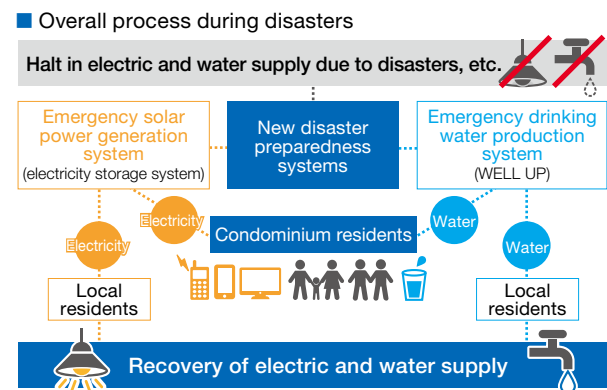 ■ Overall process during disasters
Halt in electric and water supply due to disasters, etc.
Emergency solar
power generation
system
(electricity storage system)
New disaster
preparedness
systems
Emergency drinking
water production
system
(WELL UP)
Electricity
Electricity
Condominium residents
Water
Water
Local
residents
Local
residents
Recovery of electric and water supply